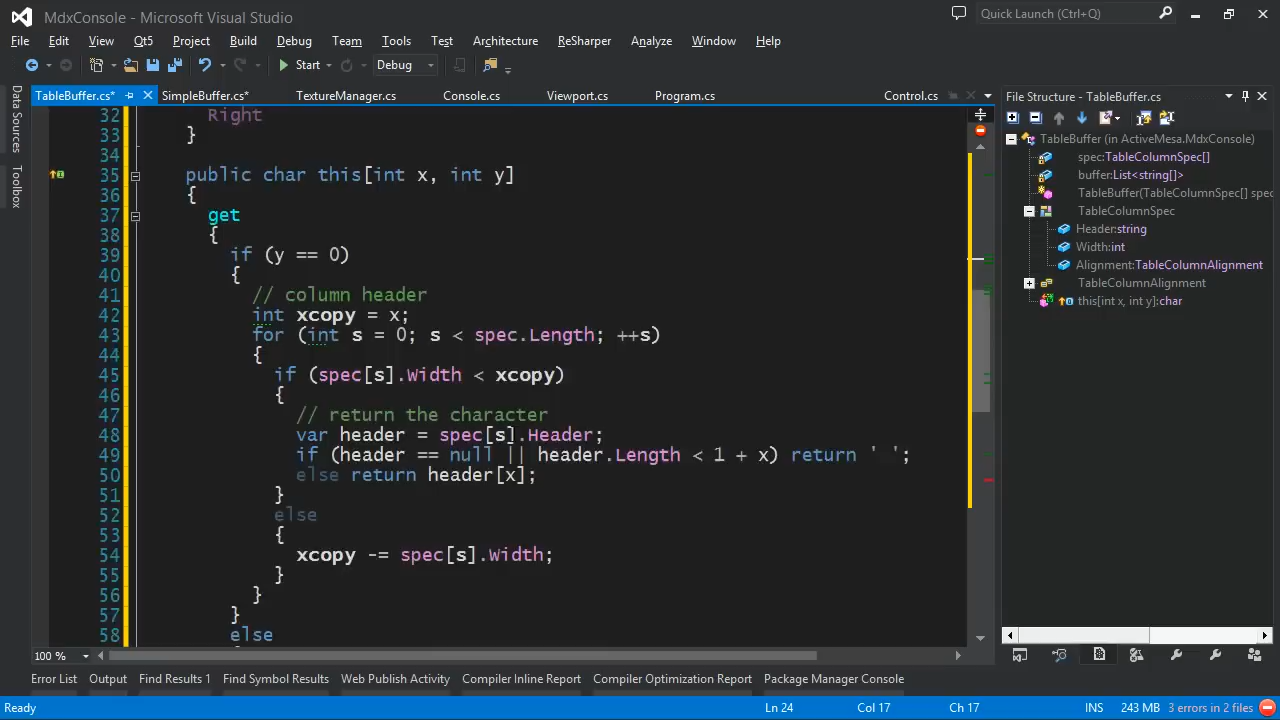 MdxConsole - Microsoft Visual Studio
Quick Launch (Ctrl+Q)
File Edit View Qt5 Project Build Debug Team Tools Test Architecture ReSharper Analyze Window Help
Start Debug
TableBuffer.cs* SimpleBuffer.cs* TextureManager.cs Console.cs Viewport.cs Program.cs Control.cs
Data Sources
Toolbox
32 Right
33 }
34
35 public char this[int x, int y]
36 {
37 get
38 {
39 if (y == 0)
40 {
41 // column header
42 int xcopy = x;
43 for (int s = 0; s < spec.Length; ++s)
44 {
45 if (spec[s].Width < xcopy)
46 {
47 // return the character
48 var header = spec[s].Header;
49 if (header == null || header.Length < 1 + x) return ' ';
50 else return header[x];
51 }
52 else
53 {
54 xcopy -= spec[s].Width;
55 }
56 }
57 }
58 else
100 %
File Structure - TableBuffer.cs
TableBuffer (in ActiveMesa.MdxConsole)
spec:TableColumnSpec[]
buffer:List<string[]>
TableBuffer(TableColumnSpec[] spec
TableColumnSpec
Header:string
Width:int
Alignment:TableColumnAlignment
TableColumnAlignment
this[int x, int y]:char
Error List Output Find Results 1 Find Symbol Results Web Publish Activity Compiler Inline Report Compiler Optimization Report Package Manager Console
Ready Ln 24 Col 17 Ch 17 INS 243 MB 3 errors in 2 files